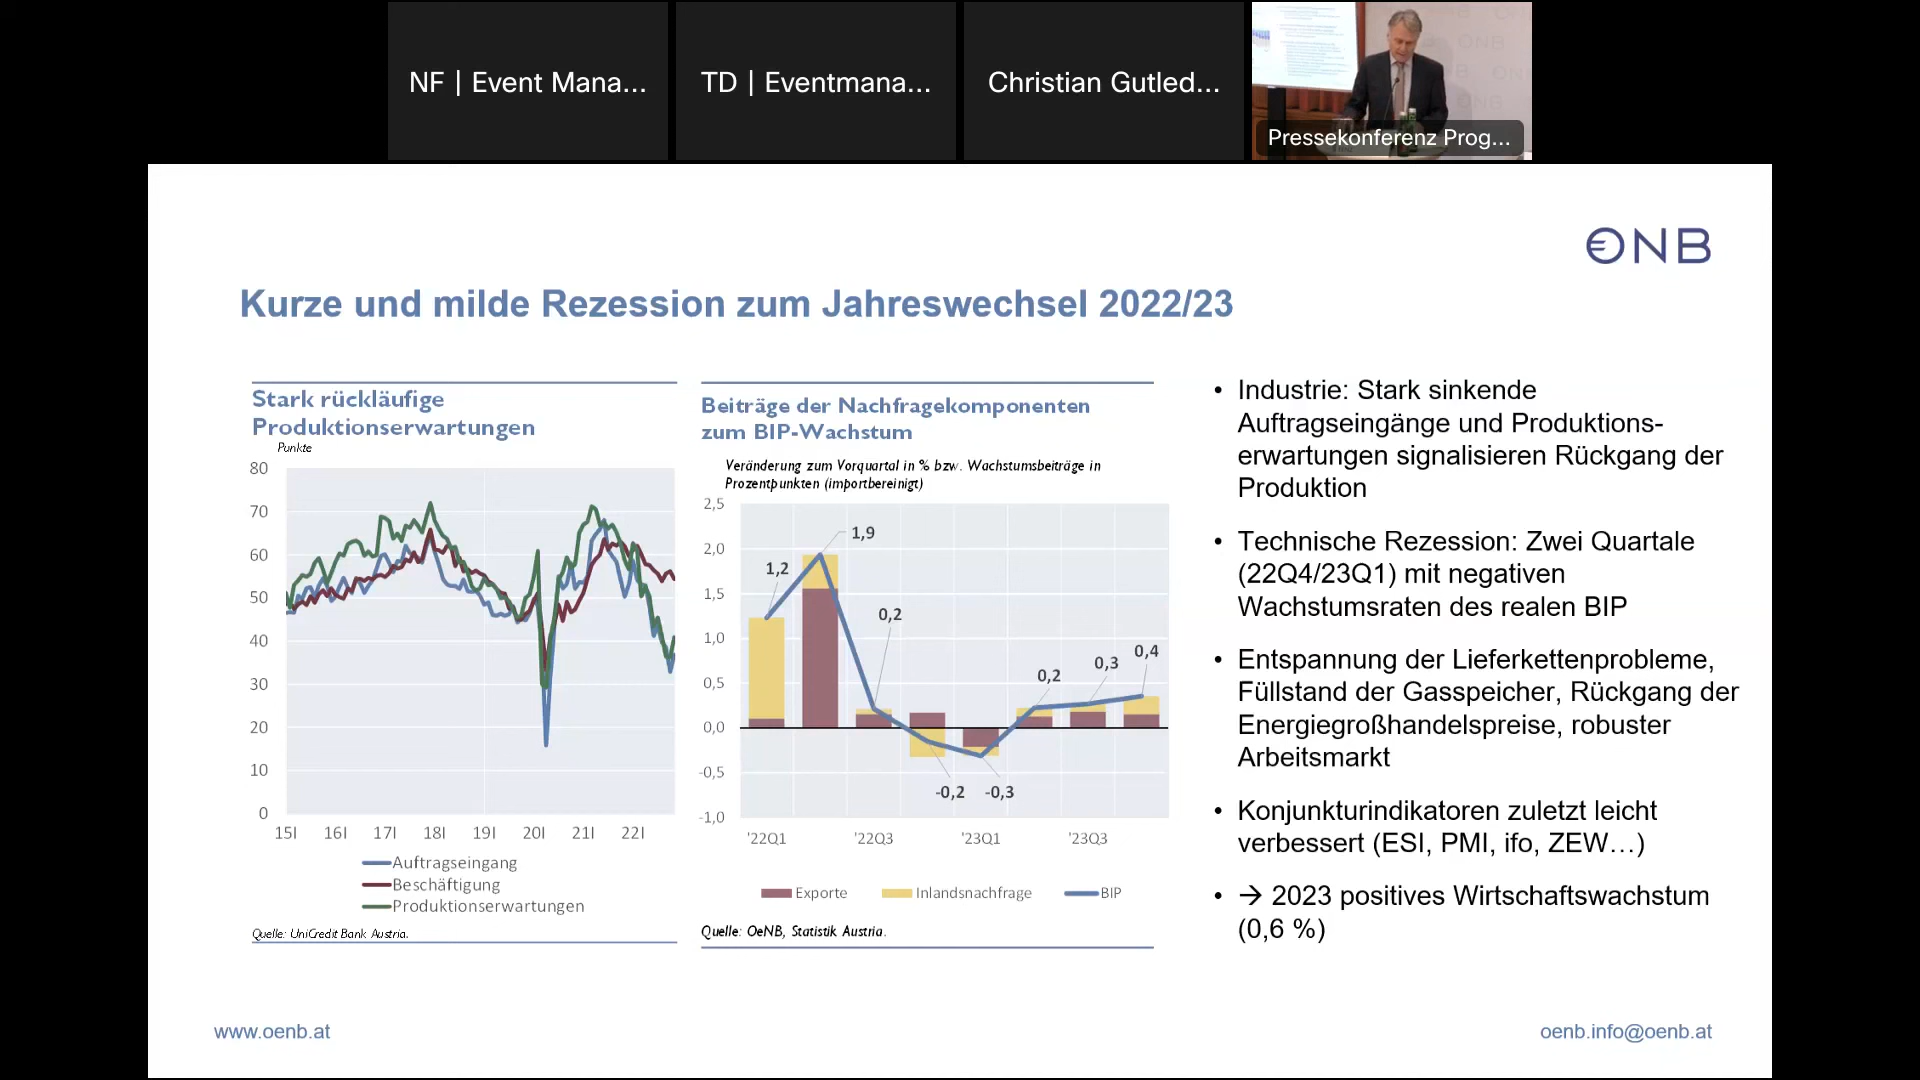 NF | Event Mana...
TD | Eventmana...
Christian Gutled...
Pressekonferenz Prog...
ONB
Kurze und milde Rezession zum Jahreswechsel 2022/23
Stark rückläufige
Produktionserwartungen
Punkte
80
70
60
50
40
30
20
10
0
15I 16I 17I 18I 19I 20I 21I 22I
Auftragseingang
Beschäftigung
Produktionserwartungen
Quelle: UniCredit Bank Austria.
Beiträge der Nachfragekomponenten
zum BIP-Wachstum
Veränderung zum Vorquartal in % bzw. Wachstumsbeiträge in
Prozentpunkten (importbereinigt)
2,5
2,0
1,5
1,0
0,5
0,0
-0,5
-1,0
1,2
1,9
0,2
-0,2
-0,3
0,2
0,3
0,4
'22Q1 '22Q3 '23Q1 '23Q3
Exporte Inlandsnachfrage BIP
Quelle: OeNB, Statistik Austria.
• Industrie: Stark sinkende
Auftragseingänge und Produktions-
erwartungen signalisieren Rückgang der
Produktion
• Technische Rezession: Zwei Quartale
(22Q4/23Q1) mit negativen
Wachstumsraten des realen BIP
• Entspannung der Lieferkettenprobleme,
Füllstand der Gasspeicher, Rückgang der
Energiegroßhandelspreise, robuster
Arbeitsmarkt
• Konjunkturindikatoren zuletzt leicht
verbessert (ESI, PMI, ifo, ZEW…)
• → 2023 positives Wirtschaftswachstum
(0,6 %)
www.oenb.at
oenb.info@oenb.at